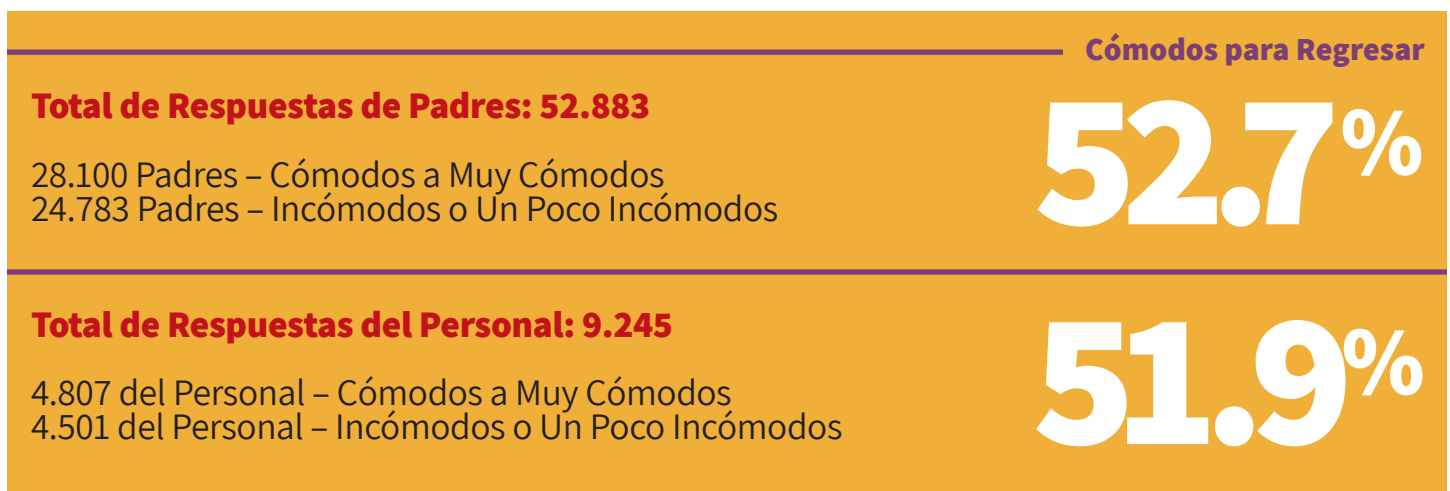 Cómodos para Regresar
Total de Respuestas de Padres: 52.883
28.100 Padres – Cómodos a Muy Cómodos
24.783 Padres – Incómodos o Un Poco Incómodos
52.7%
Total de Respuestas del Personal: 9.245
4.807 del Personal – Cómodos a Muy Cómodos
4.501 del Personal – Incómodos o Un Poco Incómodos
51.9%